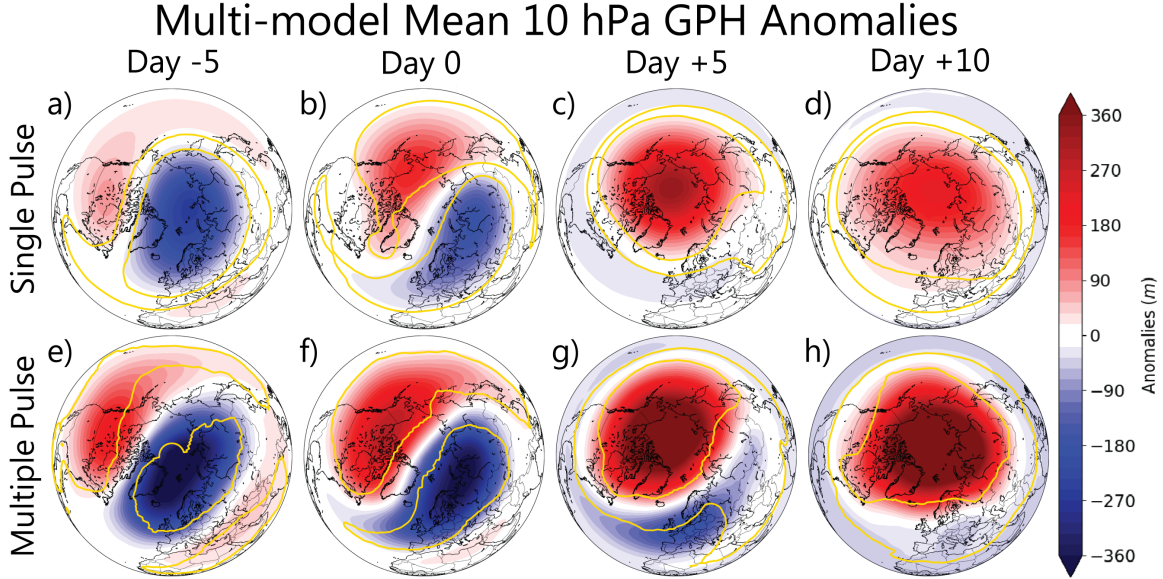 Multi-model Mean 10 hPa GPH Anomalies
Day -5
Day 0
Day +5
Day +10
Single Pulse
a)
b)
c)
d)
Multiple Pulse
e)
f)
g)
h)
360
270
180
90
0
−90
−180
−270
−360
Anomalies (m)